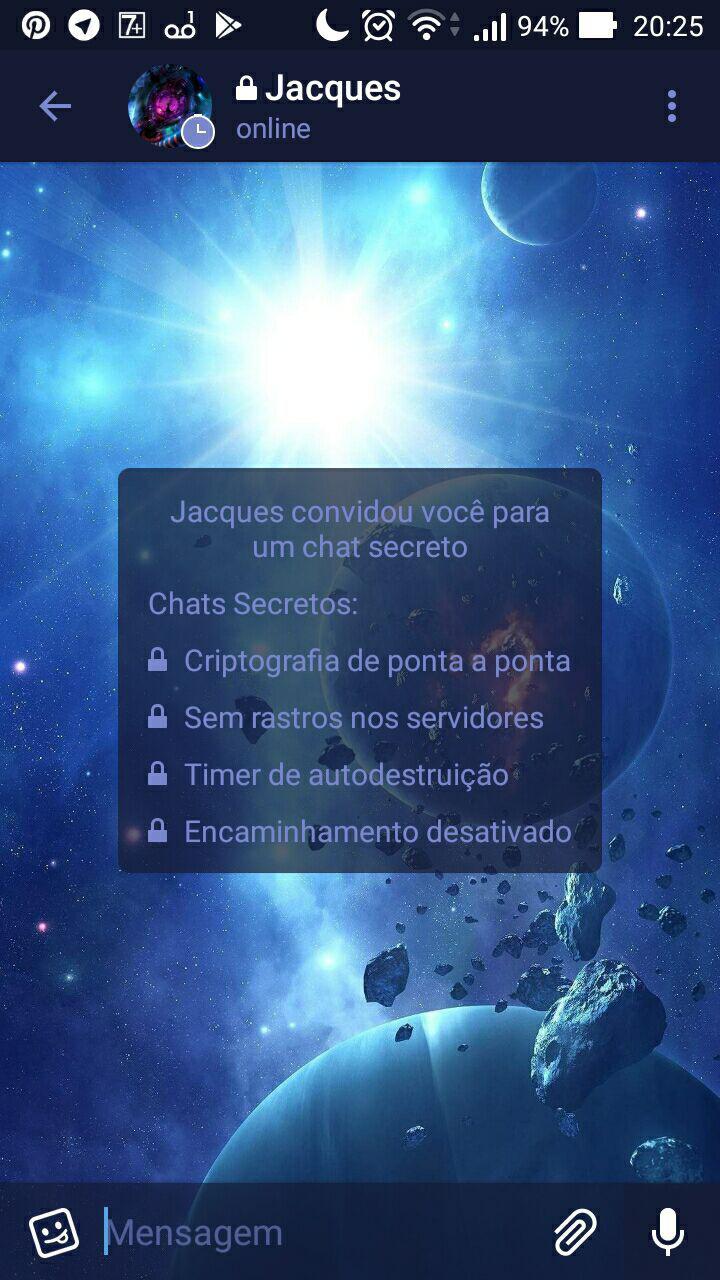 94% 20:25
Jacques
online
Jacques convidou você para
um chat secreto
Chats Secretos:
Criptografia de ponta a ponta
Sem rastros nos servidores
Timer de autodestruição
Encaminhamento desativado
Mensagem